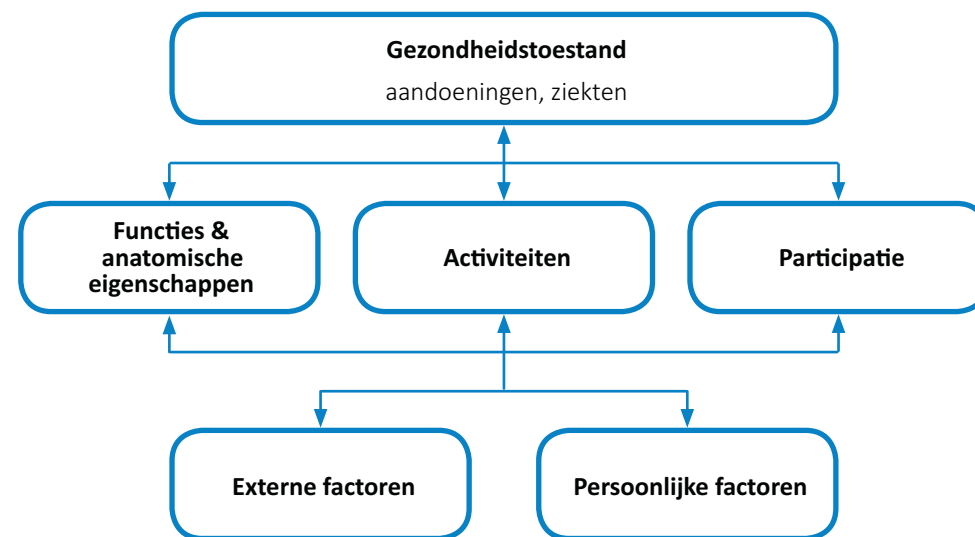 Gezondheidstoestand
aandoeningen, ziekten
Functies &
anatomische
eigenschappen
Activiteiten
Participatie
Externe factoren
Persoonlijke factoren